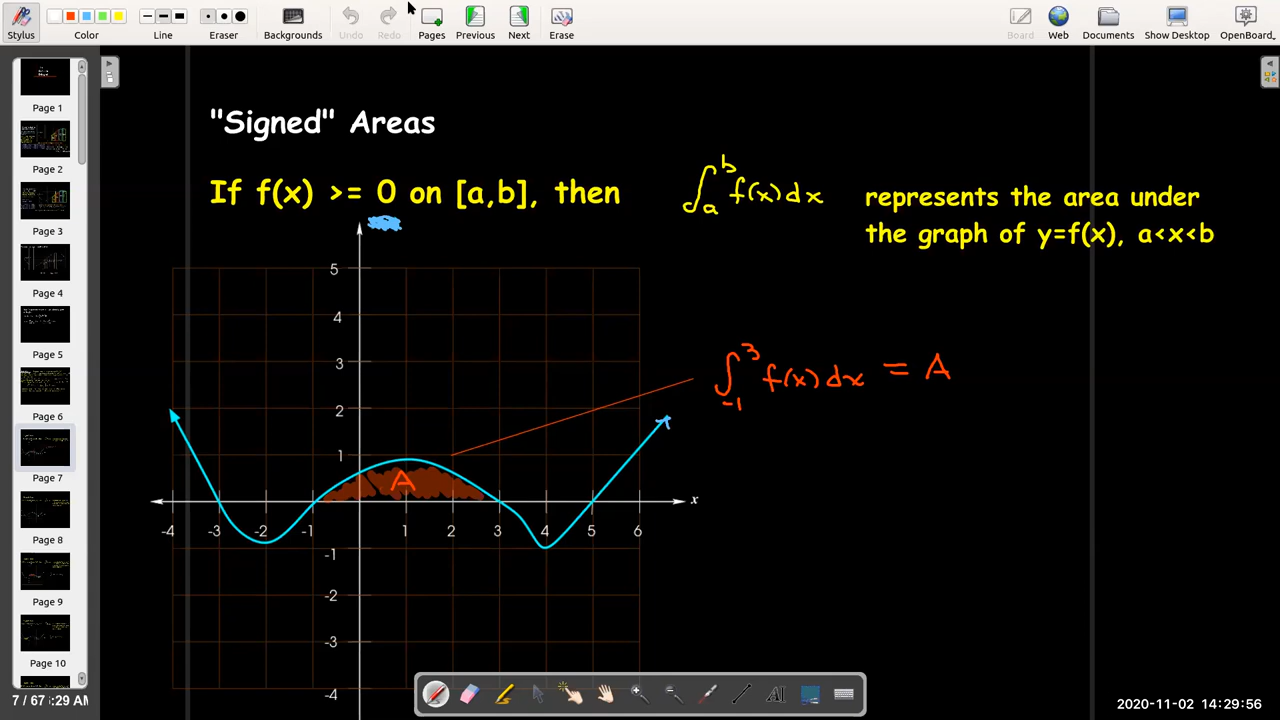 Stylus
Color
Line
Eraser
Backgrounds
Undo
Redo
Pages
Previous
Next
Erase
Board
Web
Documents
Show Desktop
OpenBoard
Page 1
Page 2
Page 3
Page 4
Page 5
Page 6
Page 7
Page 8
Page 9
Page 10
"Signed" Areas
If f(x) >= 0 on [a,b], then
∫_a^b f(x) dx
represents the area under
the graph of y=f(x), a<x<b
5
4
3
2
1
-4 -3 -2 -1 1 2 3 4 5 6
x
-1
-2
-3
-4
A
∫_-1^3 f(x) dx = A
7 / 67
:29 AM
2020-11-02 14:29:56